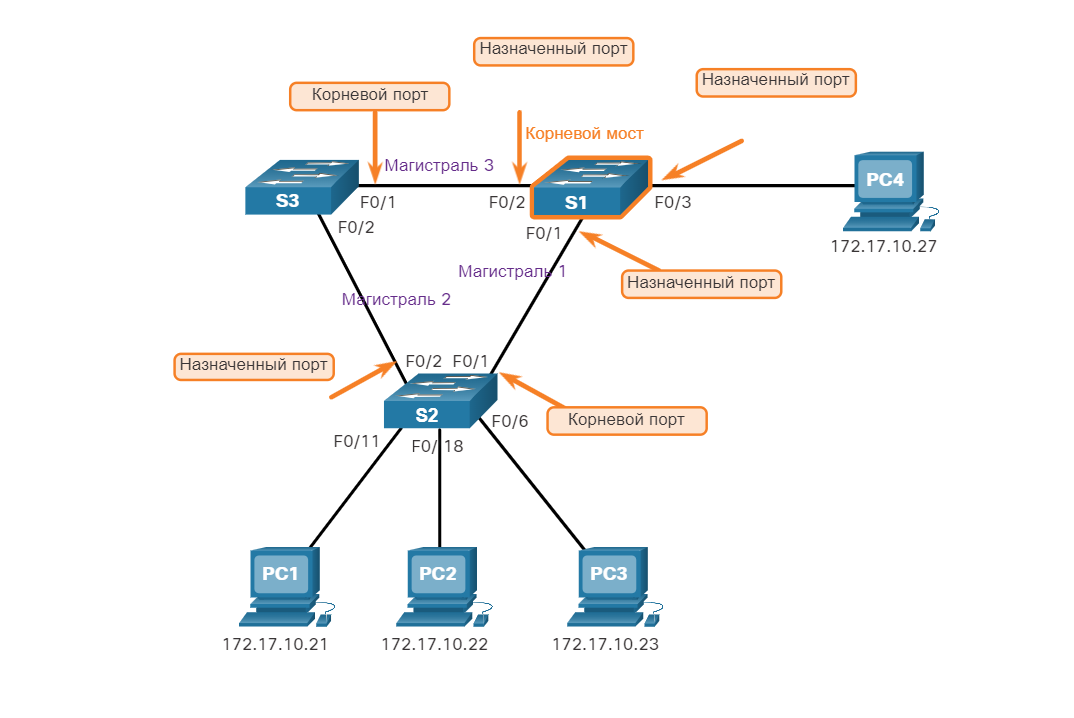 Назначенный порт
Назначенный порт
Корневой порт
Корневой мост
Магистраль 3
PC4
S3
F0/1
F0/2
S1
F0/3
F0/2
F0/1
172.17.10.27
Магистраль 1
Назначенный порт
Магистраль 2
Назначенный порт
F0/2
F0/1
S2
F0/6
Корневой порт
F0/11
F0/18
PC1
PC2
PC3
172.17.10.21
172.17.10.22
172.17.10.23